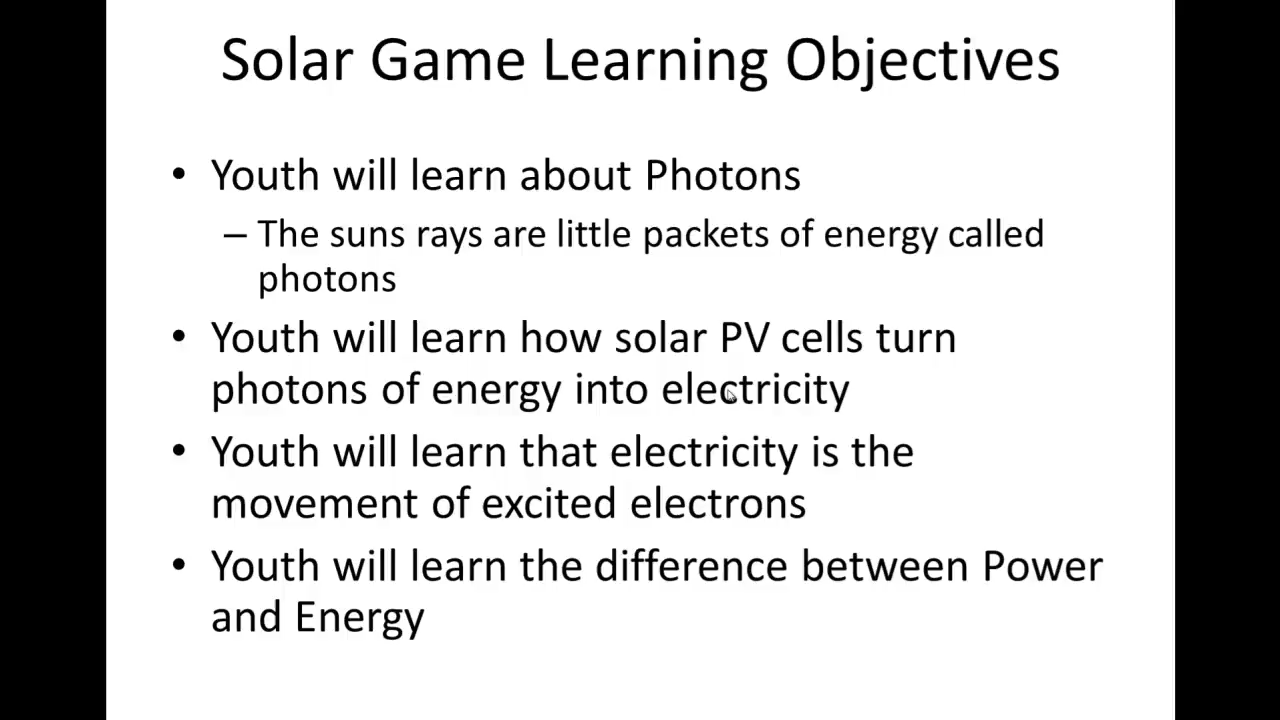 Solar Game Learning Objectives
• Youth will learn about Photons
– The suns rays are little packets of energy called
photons
• Youth will learn how solar PV cells turn
photons of energy into electricity
• Youth will learn that electricity is the
movement of excited electrons
• Youth will learn the difference between Power
and Energy